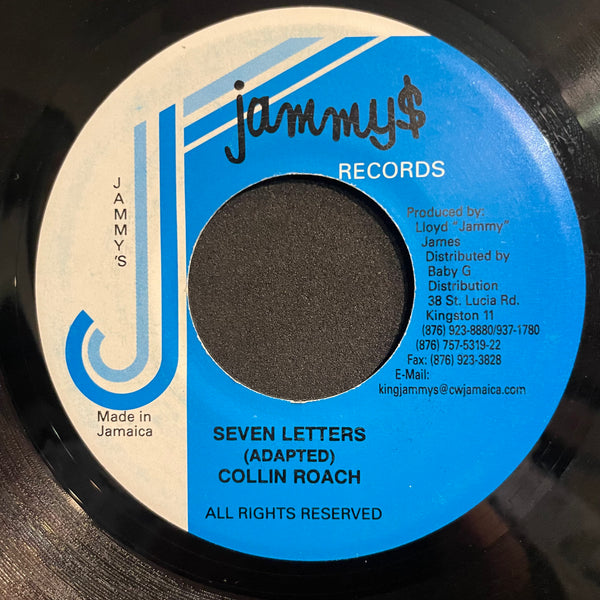 jammy$
RECORDS
JAMMY'S
Produced by:
Lloyd "Jammy"
James
Distributed by
Baby G
Distribution
38 St. Lucia Rd.
Kingston 11
(876) 923-8880/937-1780
(876) 757-5319-22
Fax: (876) 923-3828
E-Mail:
kingjammys@cwjamaica.com
Made in
Jamaica
SEVEN LETTERS
(ADAPTED)
COLLIN ROACH
ALL RIGHTS RESERVED